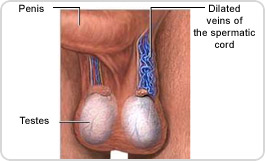 Penis
Dilated
veins of
the spermatic
cord
Testes